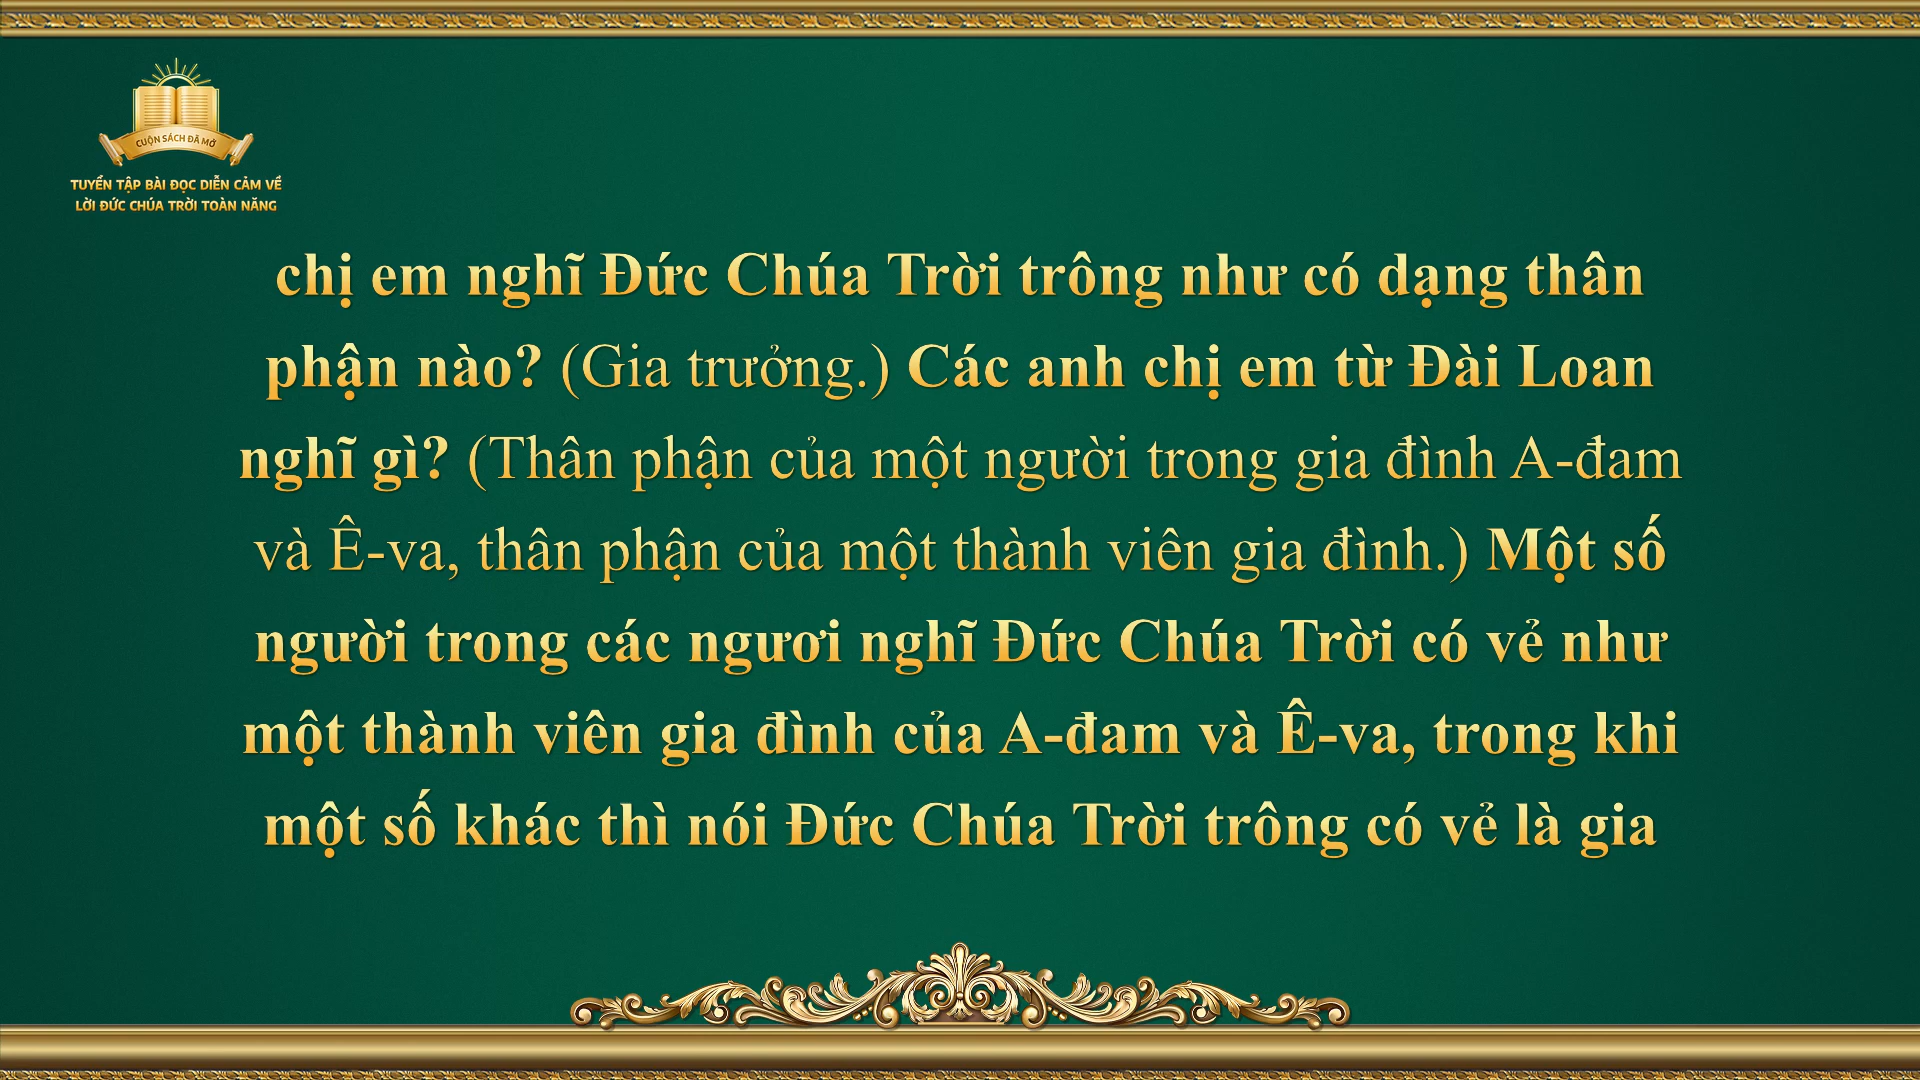 CUỘN SÁCH ĐÃ MỞ
TUYỂN TẬP BÀI ĐỌC DIỄN CẢM VỀ
LỜI ĐỨC CHÚA TRỜI TOÀN NĂNG
chị em nghĩ Đức Chúa Trời trông như có dạng thân
phận nào? (Gia trưởng.) Các anh chị em từ Đài Loan
nghĩ gì? (Thân phận của một người trong gia đình A-đam
và Ê-va, thân phận của một thành viên gia đình.) Một số
người trong các ngươi nghĩ Đức Chúa Trời có vẻ như
một thành viên gia đình của A-đam và Ê-va, trong khi
một số khác thì nói Đức Chúa Trời trông có vẻ là gia